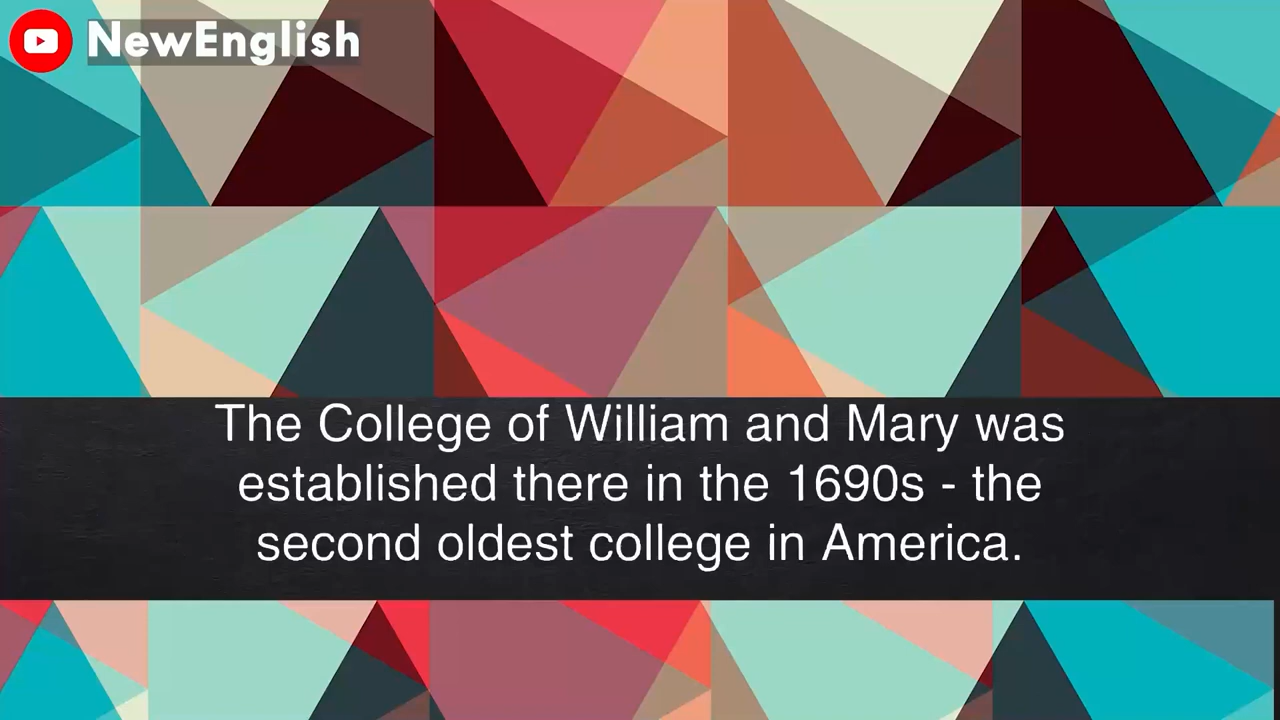 NewEnglish
The College of William and Mary was
established there in the 1690s - the
second oldest college in America.